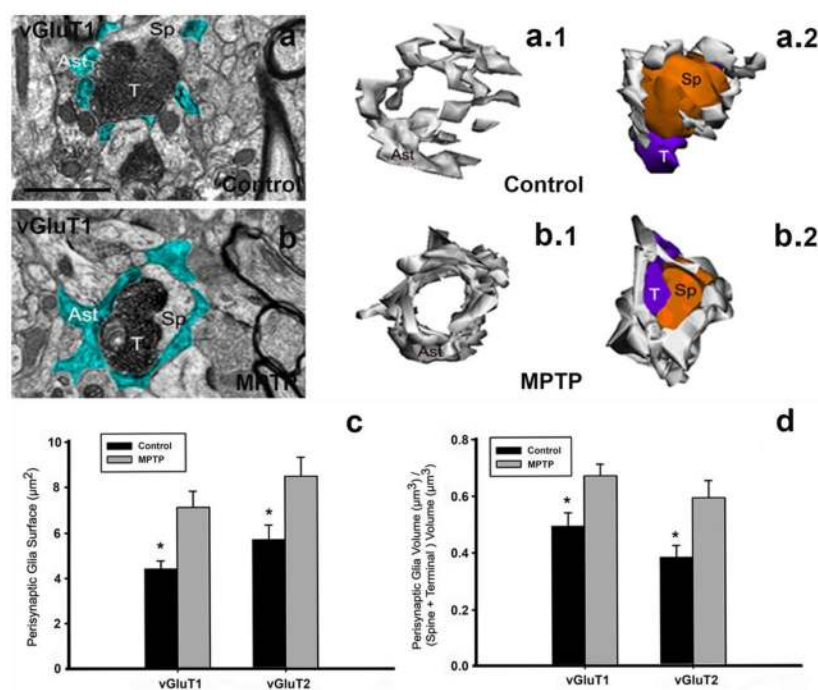 vGluT1
a
Sp
Ast
T
Control
a.1
Ast
Control
a.2
Sp
T
vGluT1
b
Ast
Sp
T
MPTP
b.1
Ast
MPTP
b.2
T
Sp
c
Control
MPTP
Perisynaptic Glia Surface (µm²)
10
8
6
4
2
0
*
*
vGluT1 vGluT2
d
Control
MPTP
Perisynaptic Glia Volume (µm³) /
(Spine + Terminal ) Volume (µm³)
0.8
0.6
0.4
0.2
0.0
*
*
vGluT1 vGluT2